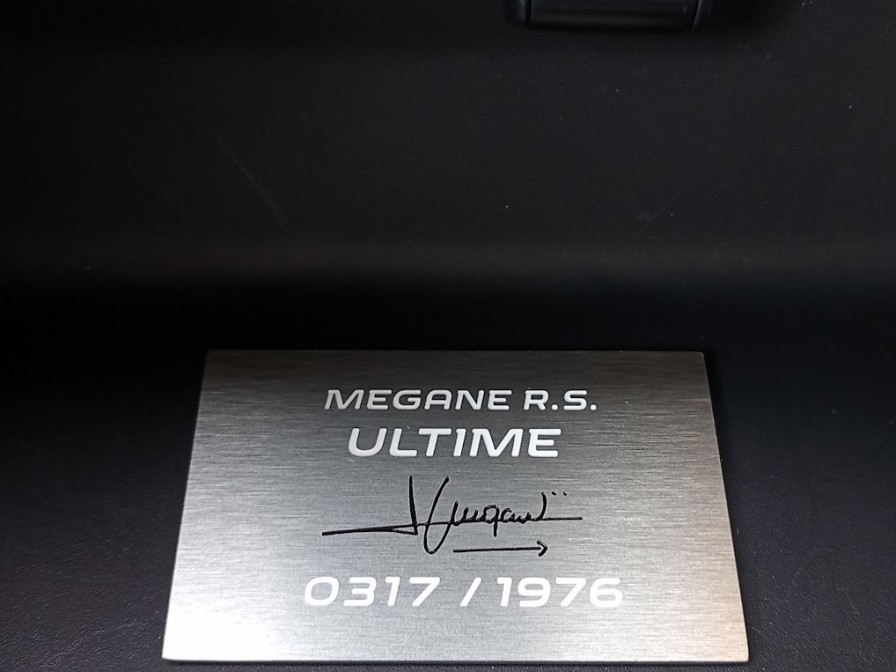 MEGANE R.S.
ULTIME
0317 / 1976